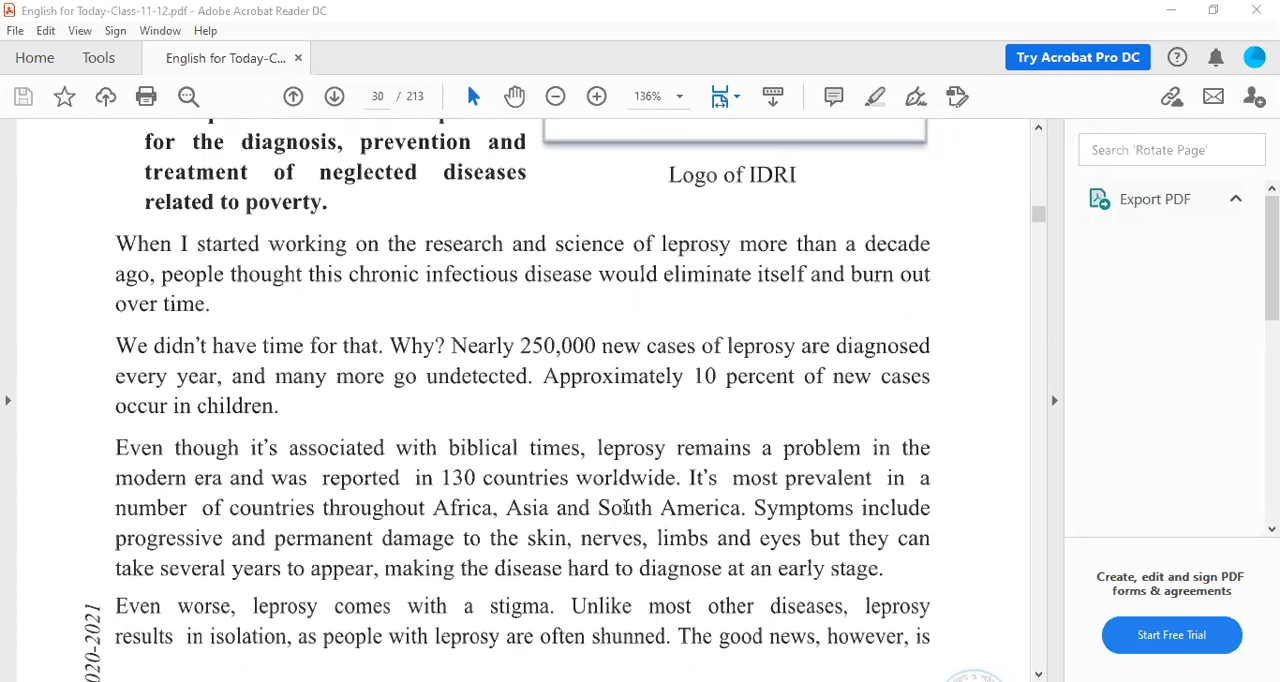 English for Today-Class-11-12.pdf - Adobe Acrobat Reader DC
File Edit View Sign Window Help
Home Tools English for Today-C... ×
Try Acrobat Pro DC
30 / 213
136%
for the diagnosis, prevention and
treatment of neglected diseases
related to poverty.
Logo of IDRI
When I started working on the research and science of leprosy more than a decade
ago, people thought this chronic infectious disease would eliminate itself and burn out
over time.
We didn't have time for that. Why? Nearly 250,000 new cases of leprosy are diagnosed
every year, and many more go undetected. Approximately 10 percent of new cases
occur in children.
Even though it's associated with biblical times, leprosy remains a problem in the
modern era and was reported in 130 countries worldwide. It's most prevalent in a
number of countries throughout Africa, Asia and South America. Symptoms include
progressive and permanent damage to the skin, nerves, limbs and eyes but they can
take several years to appear, making the disease hard to diagnose at an early stage.
Even worse, leprosy comes with a stigma. Unlike most other diseases, leprosy
results in isolation, as people with leprosy are often shunned. The good news, however, is
020-2021
Search 'Rotate Page'
Export PDF
Create, edit and sign PDF
forms & agreements
Start Free Trial